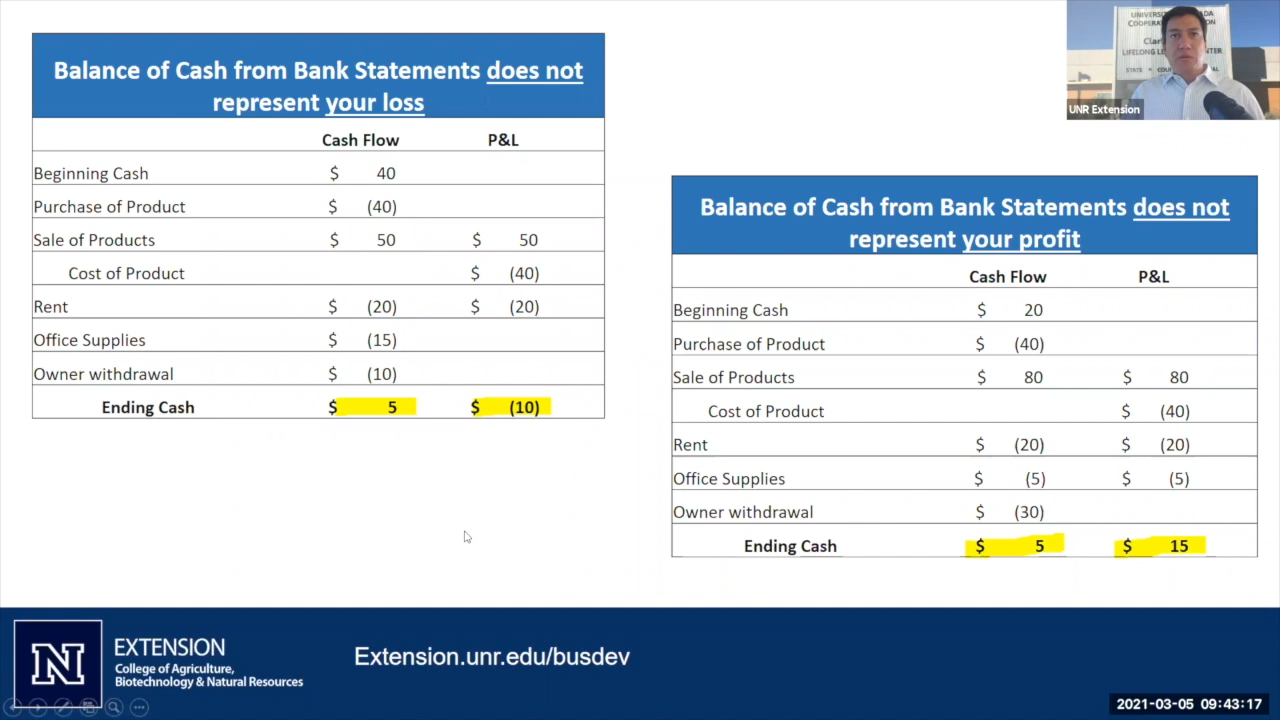 Balance of Cash from Bank Statements does not
represent your loss
Cash Flow P&L
Beginning Cash $ 40
Purchase of Product $ (40)
Sale of Products $ 50 $ 50
Cost of Product $ (40)
Rent $ (20) $ (20)
Office Supplies $ (15)
Owner withdrawal $ (10)
Ending Cash $ 5 $ (10)
UNR Extension
Balance of Cash from Bank Statements does not
represent your profit
Cash Flow P&L
Beginning Cash $ 20
Purchase of Product $ (40)
Sale of Products $ 80 $ 80
Cost of Product $ (40)
Rent $ (20) $ (20)
Office Supplies $ (5) $ (5)
Owner withdrawal $ (30)
Ending Cash $ 5 $ 15
N
EXTENSION
College of Agriculture,
Biotechnology & Natural Resources
Extension.unr.edu/busdev
2021-03-05 09:43:17